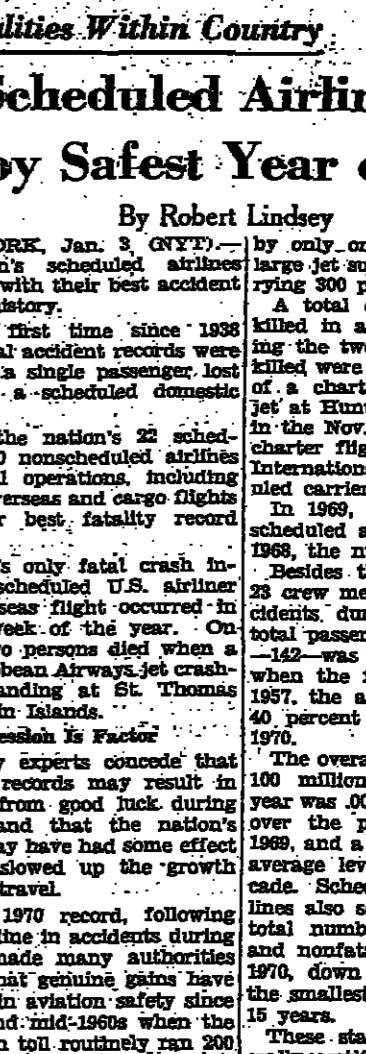 alities Within Country
Scheduled Airlin
oy Safest Year o
By Robert Lindsey
ORK, Jan. 3 (NYT).—
n's scheduled airlines
with their best accident
istory.
first time since 1938
al accident records were
a single passenger lost
a scheduled domestic
the nation's 22 sched-
0 nonscheduled airlines
l operations, including
verseas and cargo flights
r best fatality record
's only fatal crash in-
scheduled U.S. airliner
seas flight occurred in
week of the year. On
o persons died when a
bbean Airways jet crash-
anding at St. Thomas
in Islands.
ession Is Factor
y experts concede that
records may result in
from good luck during
and that the nation's
ay have had some effect
slowed up the growth
travel.
1970 record, following
line in accidents during
made many authorities
hat genuine gains have
in aviation safety since
nd mid-1960s when the
h toll routinely ran 200
by only or
large jet su
rying 300 p
A total
killed in a
ing the tw
killed were
of a chart
jet at Hunt
in the Nov.
charter flig
Internation
uled carrier
In 1969,
scheduled a
1968, the n
Besides t
23 crew me
cidents dur
total passen
—142—was
when the f
1957. the a
40 percent
1970.
The overa
100 million
year was .00
over the p
1969, and a
average lev
cade. Sched
lines also s
total numb
and nonfat
1970, down
the smallest
15 years.
These sta